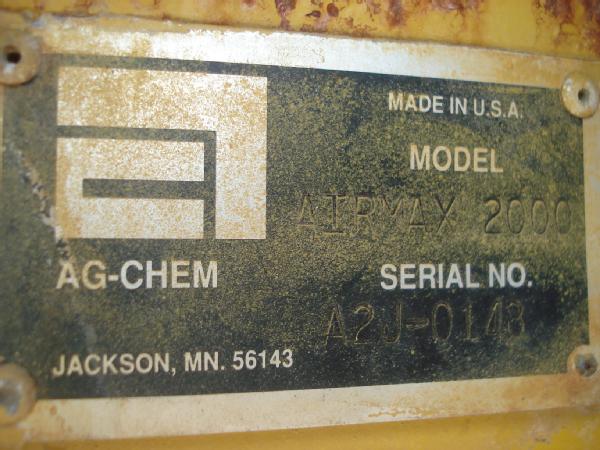 MADE IN U.S.A.
MODEL
AIRMAX 2000
AG-CHEM
SERIAL NO.
A2J-0148
JACKSON, MN. 56143